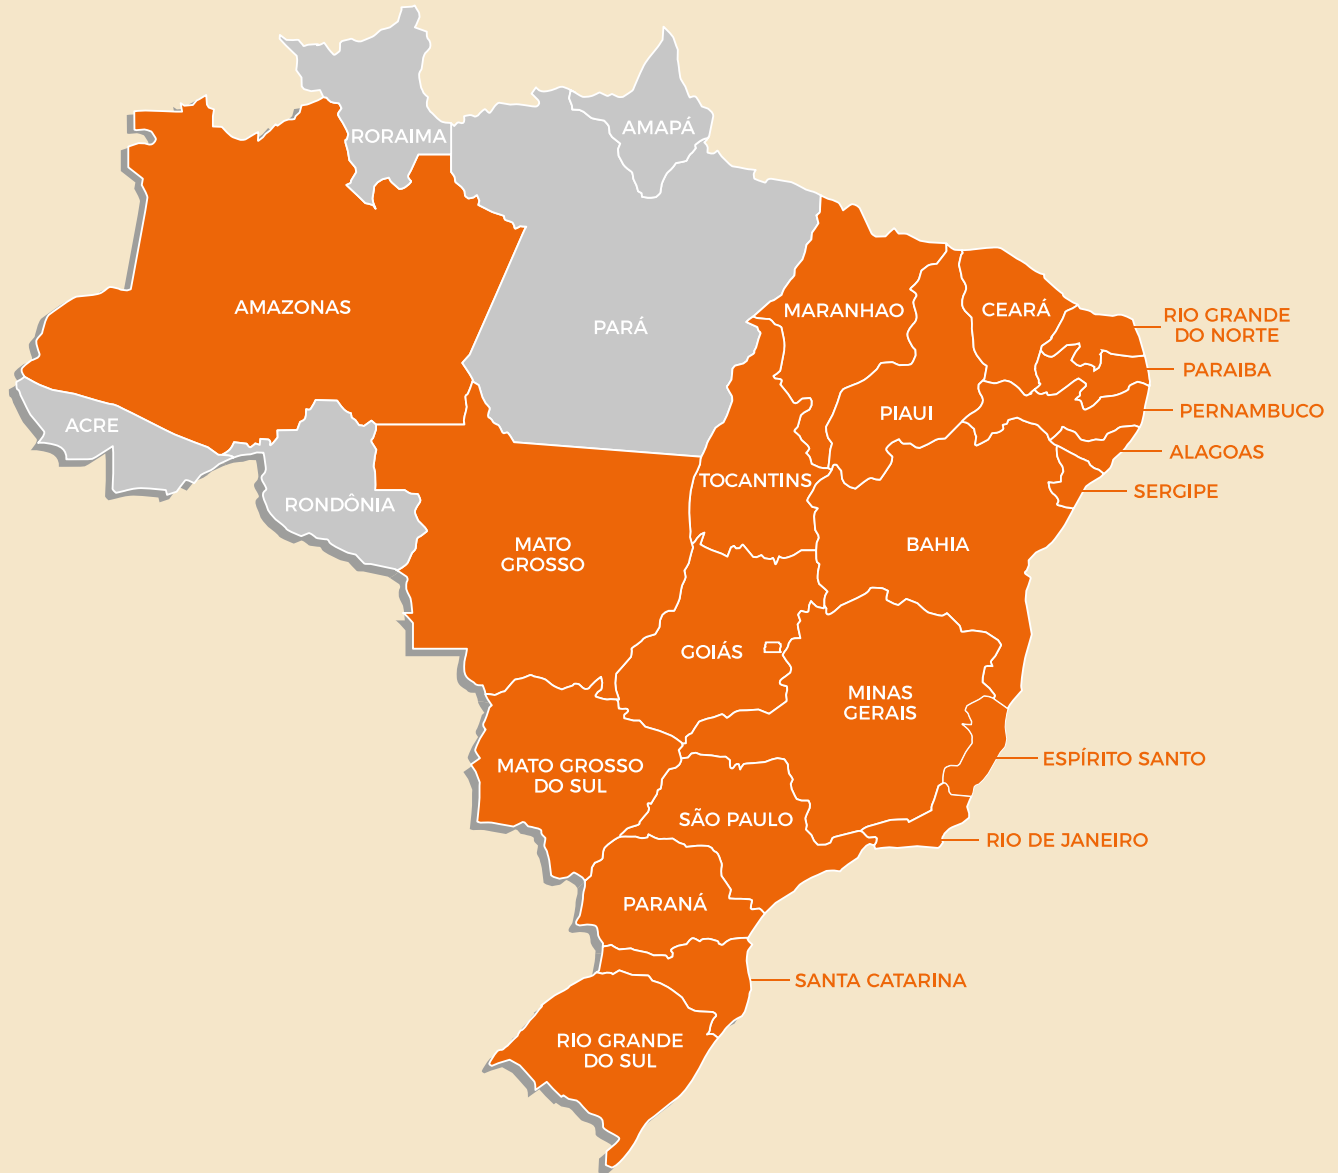 RORAIMA
AMAPÁ
AMAZONAS
PARÁ
MARANHAO
CEARÁ
RIO GRANDE
DO NORTE
PARAIBA
PIAUI
PERNAMBUCO
ACRE
ALAGOAS
TOCANTINS
SERGIPE
RONDÔNIA
MATO
GROSSO
BAHIA
GOIÁS
MINAS
GERAIS
ESPÍRITO SANTO
MATO GROSSO
DO SUL
SÃO PAULO
RIO DE JANEIRO
PARANÁ
SANTA CATARINA
RIO GRANDE
DO SUL